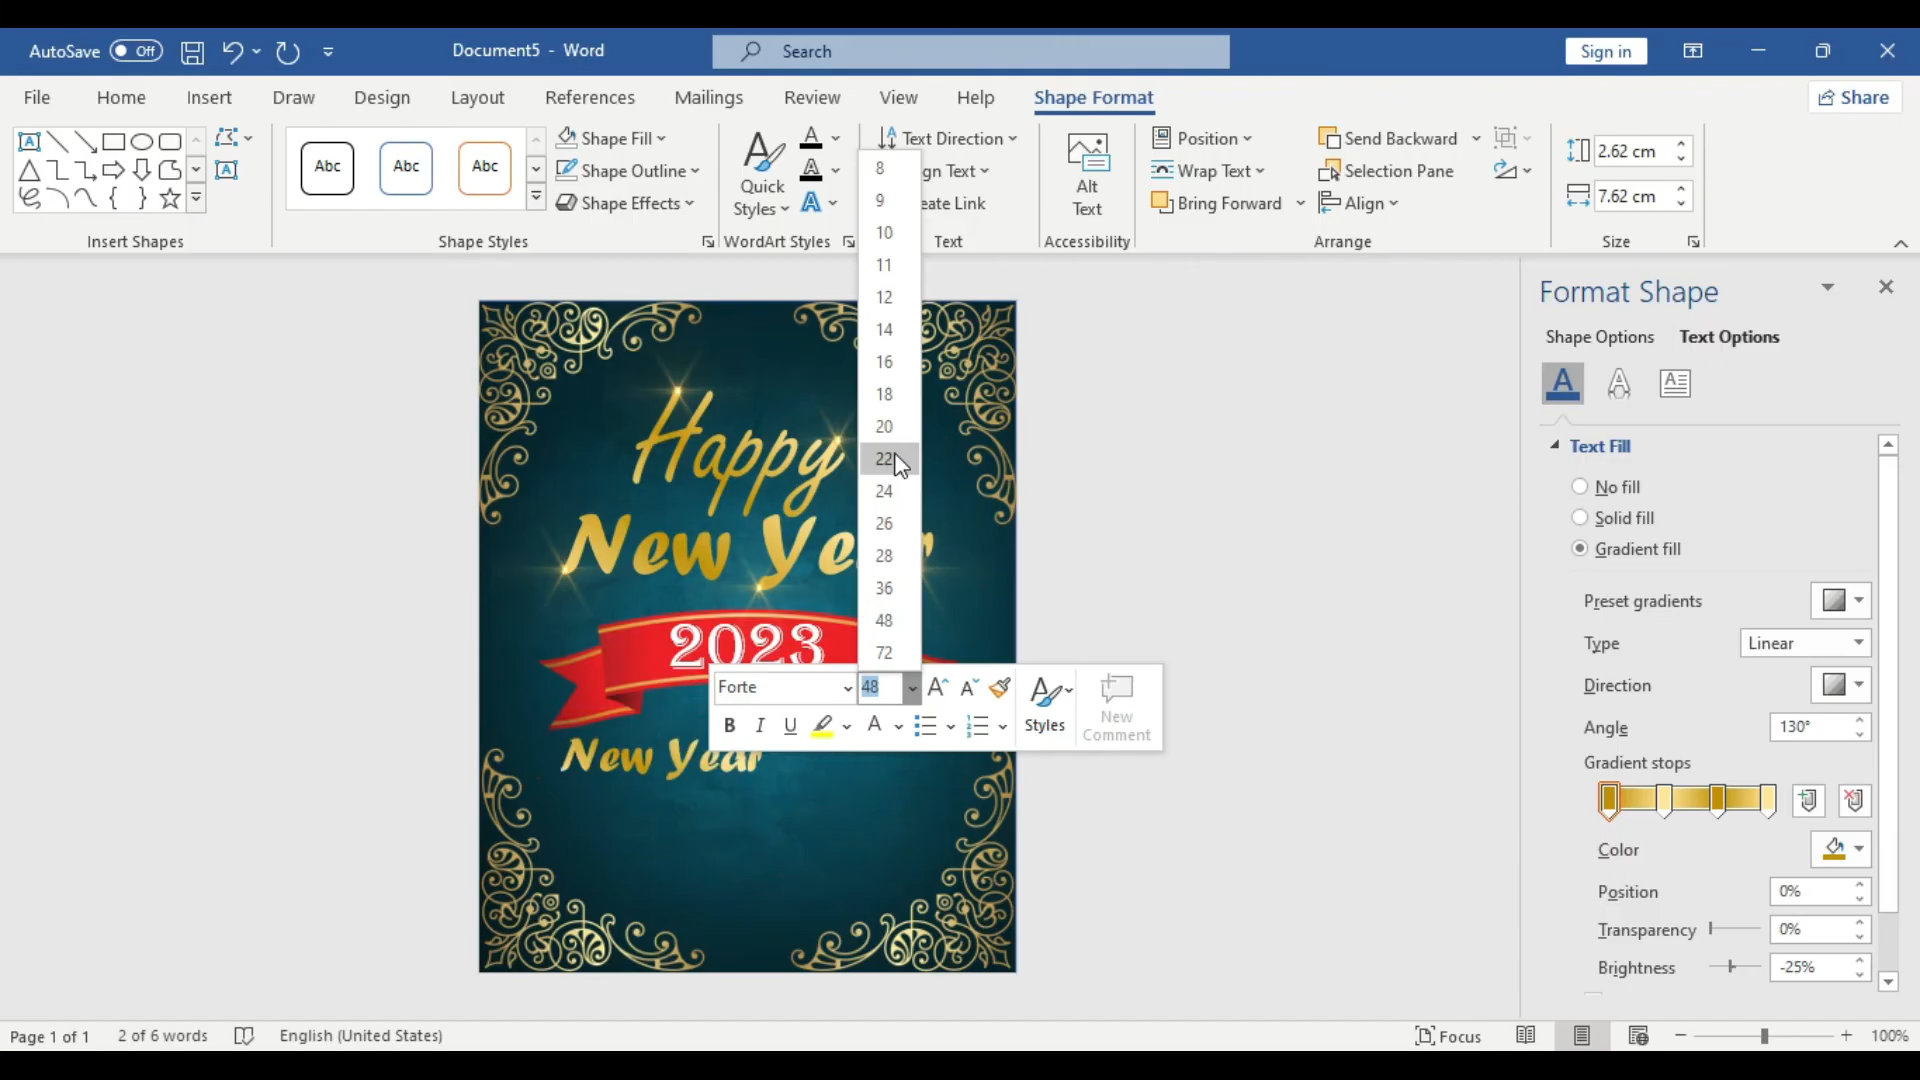 AutoSave Off
Document5 - Word
Search
Sign in
File Home Insert Draw Design Layout References Mailings Review View Help Shape Format
Share
Abc Abc Abc
Shape Fill
Shape Outline
Shape Effects
Quick
Styles
Text Direction
gn Text
eate Link
Alt
Text
Position
Wrap Text
Bring Forward
Send Backward
Selection Pane
Align
2.62 cm
7.62 cm
Insert Shapes Shape Styles WordArt Styles Text Accessibility Arrange Size
8
9
10
11
12
14
16
18
20
22
24
26
28
36
48
72
Happy
New Ye
2023
Forte 48
B I U
Styles
New
Comment
New Year
Format Shape
Shape Options Text Options
Text Fill
No fill
Solid fill
Gradient fill
Preset gradients
Type Linear
Direction
Angle 130°
Gradient stops
Color
Position 0%
Transparency 0%
Brightness -25%
Page 1 of 1 2 of 6 words English (United States)
Focus
100%